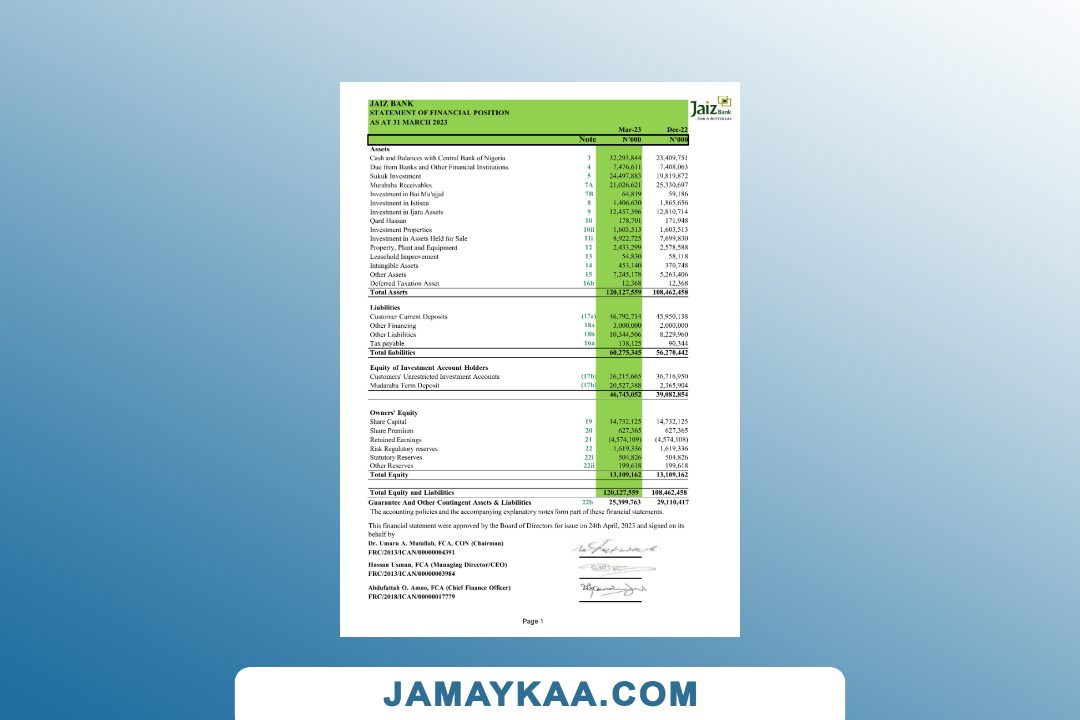 JAIZ BANK
STATEMENT OF FINANCIAL POSITION
AS AT 31 MARCH 2023
Jaiz Bank
Mar-23 Dec-22
Note N'000 N'000
Assets
Cash and Balances with Central Bank of Nigeria 3 32,293,844 23,409,751
Due from Banks and Other Financial Institutions 4 7,476,611 7,408,063
Sukuk Investment 5 24,497,883 19,819,872
Murabaha Receivables 7A 21,026,621 25,330,697
Investment in Bai Mu'ajjal 7B 64,819 59,186
Investment in Istisna 8 1,406,630 1,865,656
Investment in Ijara Assets 9 12,457,396 12,810,714
Qard Hassan 10 178,701 171,948
Investment Properties 10ii 1,603,513 1,603,513
Investment in Assets Held for Sale 11i 8,922,725 7,699,830
Property, Plant and Equipment 12 2,433,299 2,578,588
Leasehold Improvement 13 54,830 58,118
Intangible Assets 14 453,140 370,748
Other Assets 15 7,245,178 5,263,406
Deferred Taxation Asset 16b 12,368 12,368
Total Assets 120,127,559 108,462,458
Liabilities
Customer Current Deposits (17a) 46,792,714 45,950,138
Other Financing 18a 3,000,000 2,000,000
Other Liabilities 18b 10,344,506 8,229,960
Tax payable 16a 138,125 90,344
Total liabilities 60,275,345 56,270,442
Equity of Investment Account Holders
Customers' Unrestricted Investment Accounts (17b) 26,215,665 36,716,950
Mudaraba Term Deposit (17b) 20,527,388 2,365,904
46,743,052 39,082,854
Owners' Equity
Share Capital 19 14,732,125 14,732,125
Share Premium 20 627,365 627,365
Retained Earnings 21 (4,574,109) (4,574,108)
Risk Regulatory reserves 22 1,619,336 1,619,336
Statutory Reserves 22i 504,826 504,826
Other Reserves 22ii 199,618 199,618
Total Equity 13,109,162 13,109,162
Total Equity and Liabilities 120,127,559 108,462,458
Guarantee And Other Contingent Assets & Liabilities 22b 25,399,763 29,110,417
The accounting policies and the accompanying explanatory notes form part of these financial statements.
This financial statement were approved by the Board of Directors for issue on 24th April, 2023 and signed on its
behalf by
Dr. Umaru A. Mutallab, FCA, CON (Chairman)
FRC/2013/ICAN/00000004391
Hassan Usman, FCA (Managing Director/CEO)
FRC/2013/ICAN/00000003984
Abdulfattah O. Amoo, FCA (Chief Finance Officer)
FRC/2018/ICAN/00000017779
Page 1
JAMAYKAA.COM